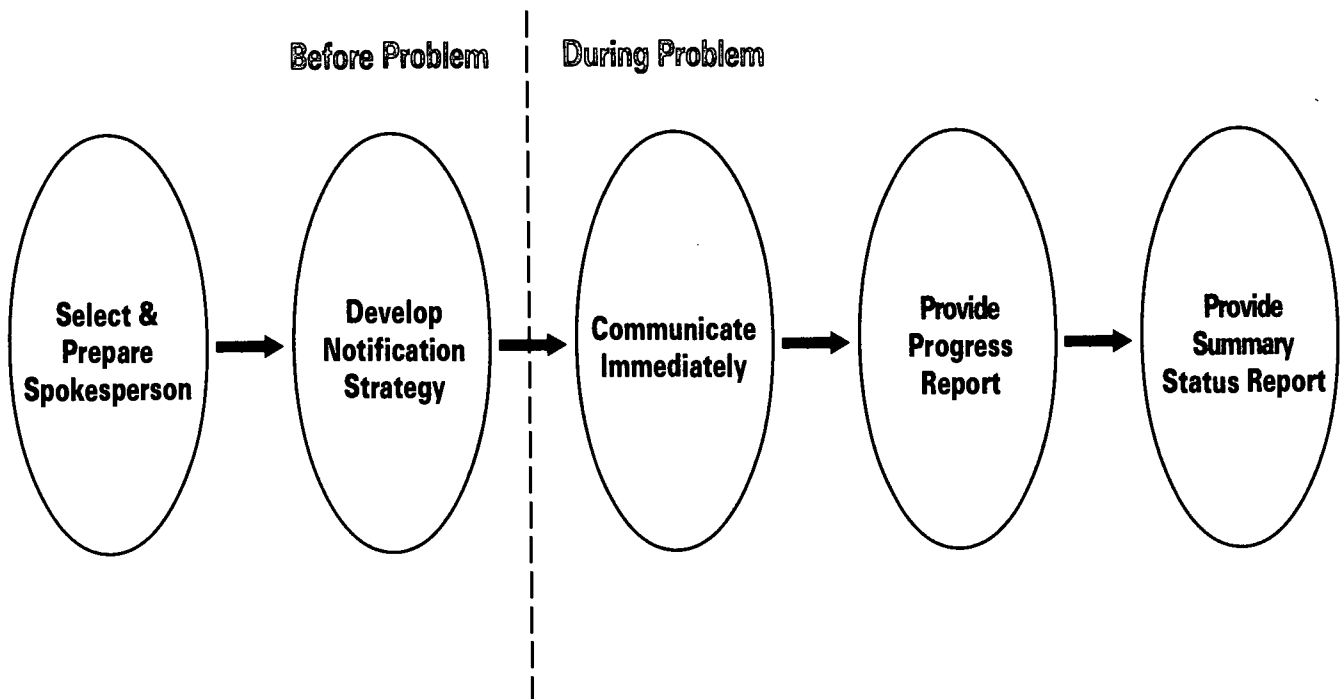 Before Problem
During Problem
Select &
Prepare
Spokesperson
Develop
Notification
Strategy
Communicate
Immediately
Provide
Progress
Report
Provide
Summary
Status Report